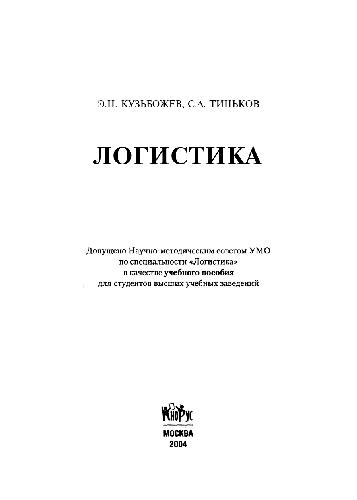 Э.Н. КУЗЬБОЖЕВ, С.А. ТИНЬКОВ
ЛОГИСТИКА
Допущено Научно-методическим советом УМО
по специальности «Логистика»
в качестве учебного пособия
для студентов высших учебных заведений
КНОРУС
МОСКВА
2004